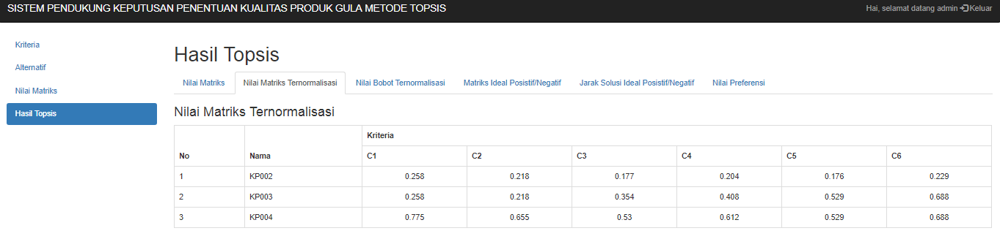 SISTEM PENDUKUNG KEPUTUSAN PENENTUAN KUALITAS PRODUK GULA METODE TOPSIS
Hai, selamat datang admin Keluar
Kriteria
Alternatif
Nilai Matriks
Hasil Topsis
Hasil Topsis
Nilai Matriks Nilai Matriks Ternormalisasi Nilai Bobot Ternormalisasi Matriks Ideal Posistif/Negatif Jarak Solusi Ideal Posistif/Negatif Nilai Preferensi
Nilai Matriks Ternormalisasi
No Nama Kriteria
C1 C2 C3 C4 C5 C6
1 KP002 0.258 0.218 0.177 0.204 0.176 0.229
2 KP003 0.258 0.218 0.354 0.408 0.529 0.688
3 KP004 0.775 0.655 0.53 0.612 0.529 0.688